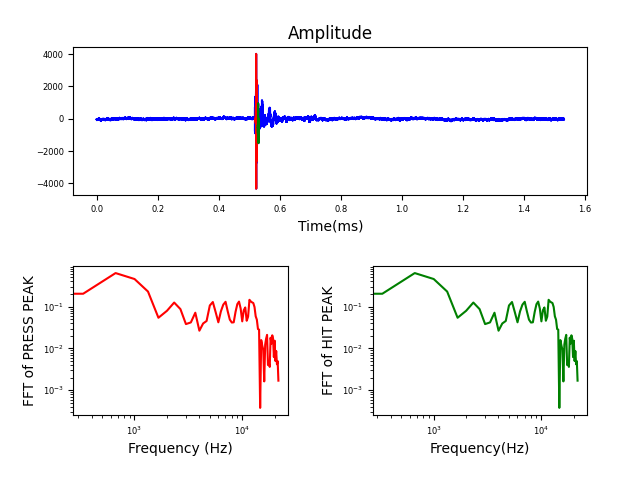 Amplitude
4000
2000
0
−2000
−4000
0.0 0.2 0.4 0.6 0.8 1.0 1.2 1.4 1.6
Time(ms)
FFT of PRESS PEAK
10⁻¹
10⁻²
10⁻³
10³ 10⁴
Frequency (Hz)
FFT of HIT PEAK
10⁻¹
10⁻²
10⁻³
10³ 10⁴
Frequency(Hz)